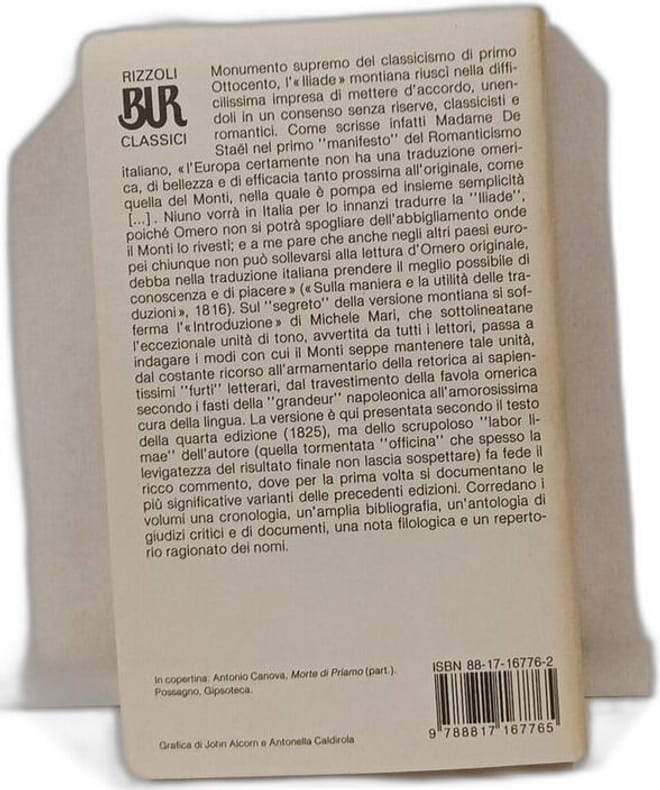 RIZZOLI
BUR
CLASSICI
Monumento supremo del classicismo di primo
Ottocento, l'«Iliade» montiana riuscì nella diffi-
cilissima impresa di mettere d'accordo, unen-
doli in un consenso senza riserve, classicisti e
romantici. Come scrisse infatti Madame De
Staël nel primo "manifesto" del Romanticismo
italiano, «l'Europa certamente non ha una traduzione omeri-
ca, di bellezza e di efficacia tanto prossima all'originale, come
quella del Monti, nella quale è pompa ed insieme semplicità
[...]. Niuno vorrà in Italia per lo innanzi tradurre la "Iliade",
poiché Omero non si potrà spogliare dell'abbigliamento onde
il Monti lo rivestì; e a me pare che anche negli altri paesi euro-
pei chiunque non può sollevarsi alla lettura d'Omero originale,
debba nella traduzione italiana prendere il meglio possibile di
conoscenza e di piacere» («Sulla maniera e la utilità delle tra-
duzioni», 1816). Sul "segreto" della versione montiana si sof-
ferma l'«Introduzione» di Michele Mari, che sottolineatane
l'eccezionale unità di tono, avvertita da tutti i lettori, passa a
indagare i modi con cui il Monti seppe mantenere tale unità,
dal costante ricorso all'armamentario della retorica ai sapien-
tissimi "furti" letterari, dal travestimento della favola omerica
secondo i fasti della "grandeur" napoleonica all'amorosissima
cura della lingua. La versione è qui presentata secondo il testo
della quarta edizione (1825), ma dello scrupoloso "labor li-
mae" dell'autore (quella tormentata "officina" che spesso la
levigatezza del risultato finale non lascia sospettare) fa fede il
ricco commento, dove per la prima volta si documentano le
più significative varianti delle precedenti edizioni. Corredano i
volumi una cronologia, un'ampia bibliografia, un'antologia di
giudizi critici e di documenti, una nota filologica e un reperto-
rio ragionato dei nomi.
In copertina: Antonio Canova, Morte di Priamo (part.).
Possagno, Gipsoteca.
Grafica di John Alcorn e Antonella Caldirola
ISBN 88-17-16776-2
9 788817 167765